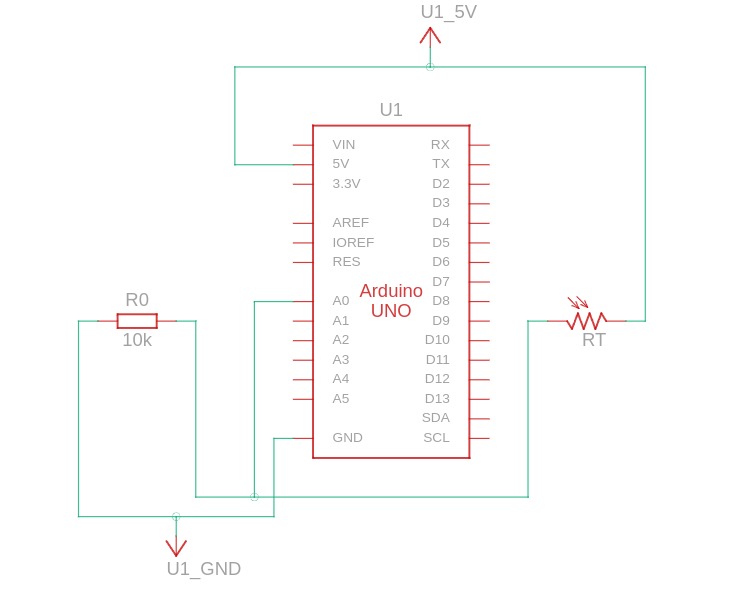 U1_5V
U1
VIN RX
5V TX
3.3V D2
D3
AREF D4
IOREF D5
RES D6
D7
Arduino
UNO
A0 D8
A1 D9
A2 D10
A3 D11
A4 D12
A5 D13
SDA
GND SCL
R0
10k
RT
U1_GND